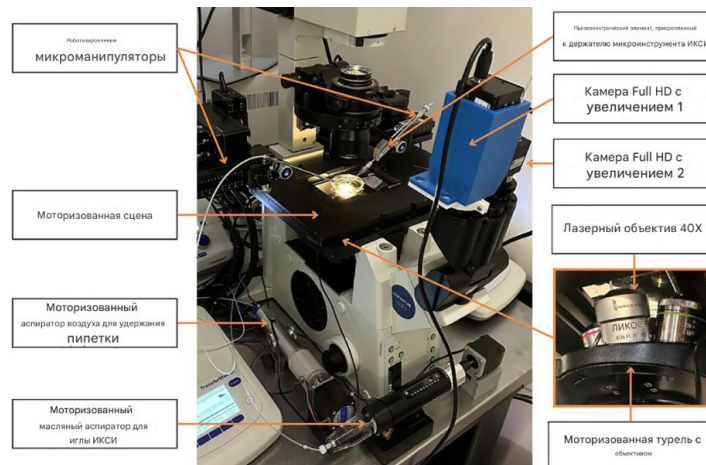 Роботизированные
микроманипуляторы
Моторизованная сцена
Моторизованный
аспиратор воздуха для удержания
пипетки
Моторизованный
масляный аспиратор для
иглы ИКСИ
Пьезоэлектрический элемент, прикрепленный
к держателю микроинструмента ИКСИ
Камера Full HD с
увеличением 1
Камера Full HD с
увеличением 2
Лазерный объектив 40X
ЛИКОС
Моторизованная турель с
объективом